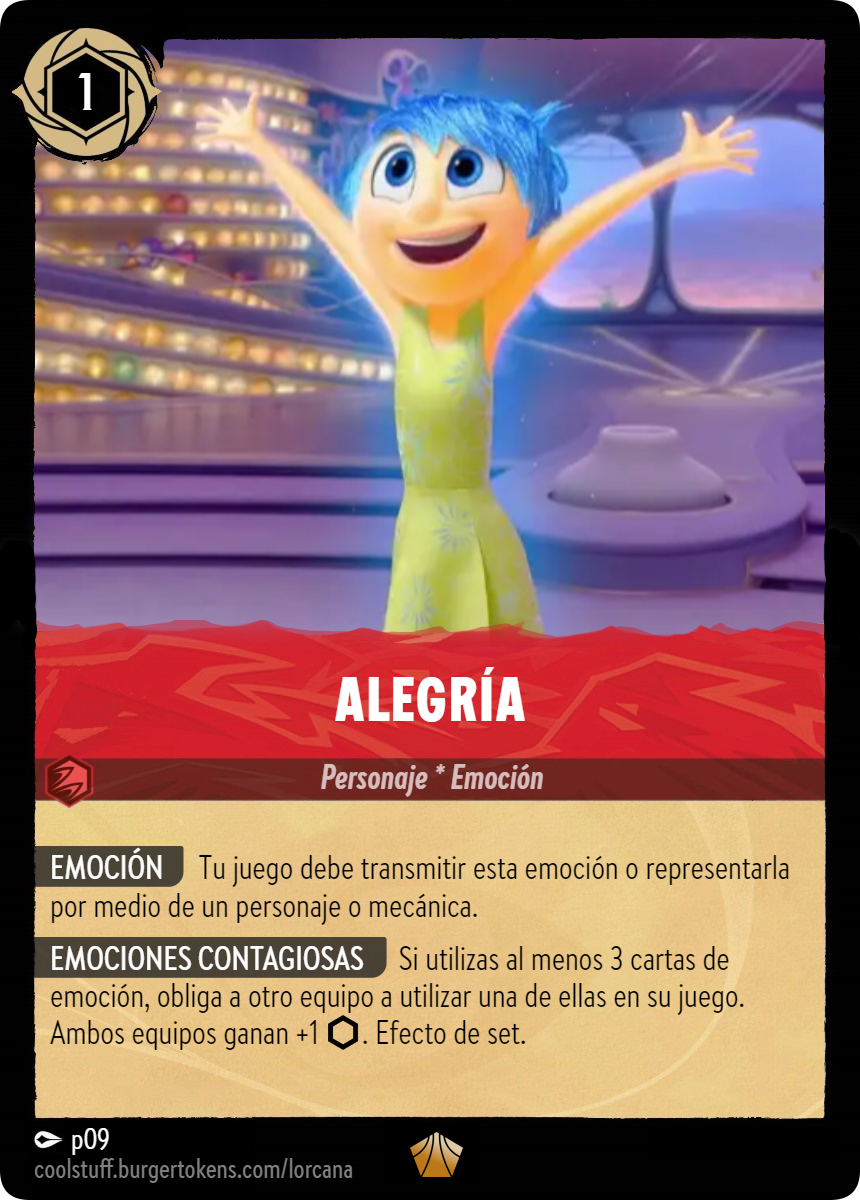 1
ALEGRÍA
Personaje * Emoción
EMOCIÓN Tu juego debe transmitir esta emoción o representarla
por medio de un personaje o mecánica.
EMOCIONES CONTAGIOSAS Si utilizas al menos 3 cartas de
emoción, obliga a otro equipo a utilizar una de ellas en su juego.
Ambos equipos ganan +1 ⬡. Efecto de set.
p09
coolstuff.burgertokens.com/lorcana